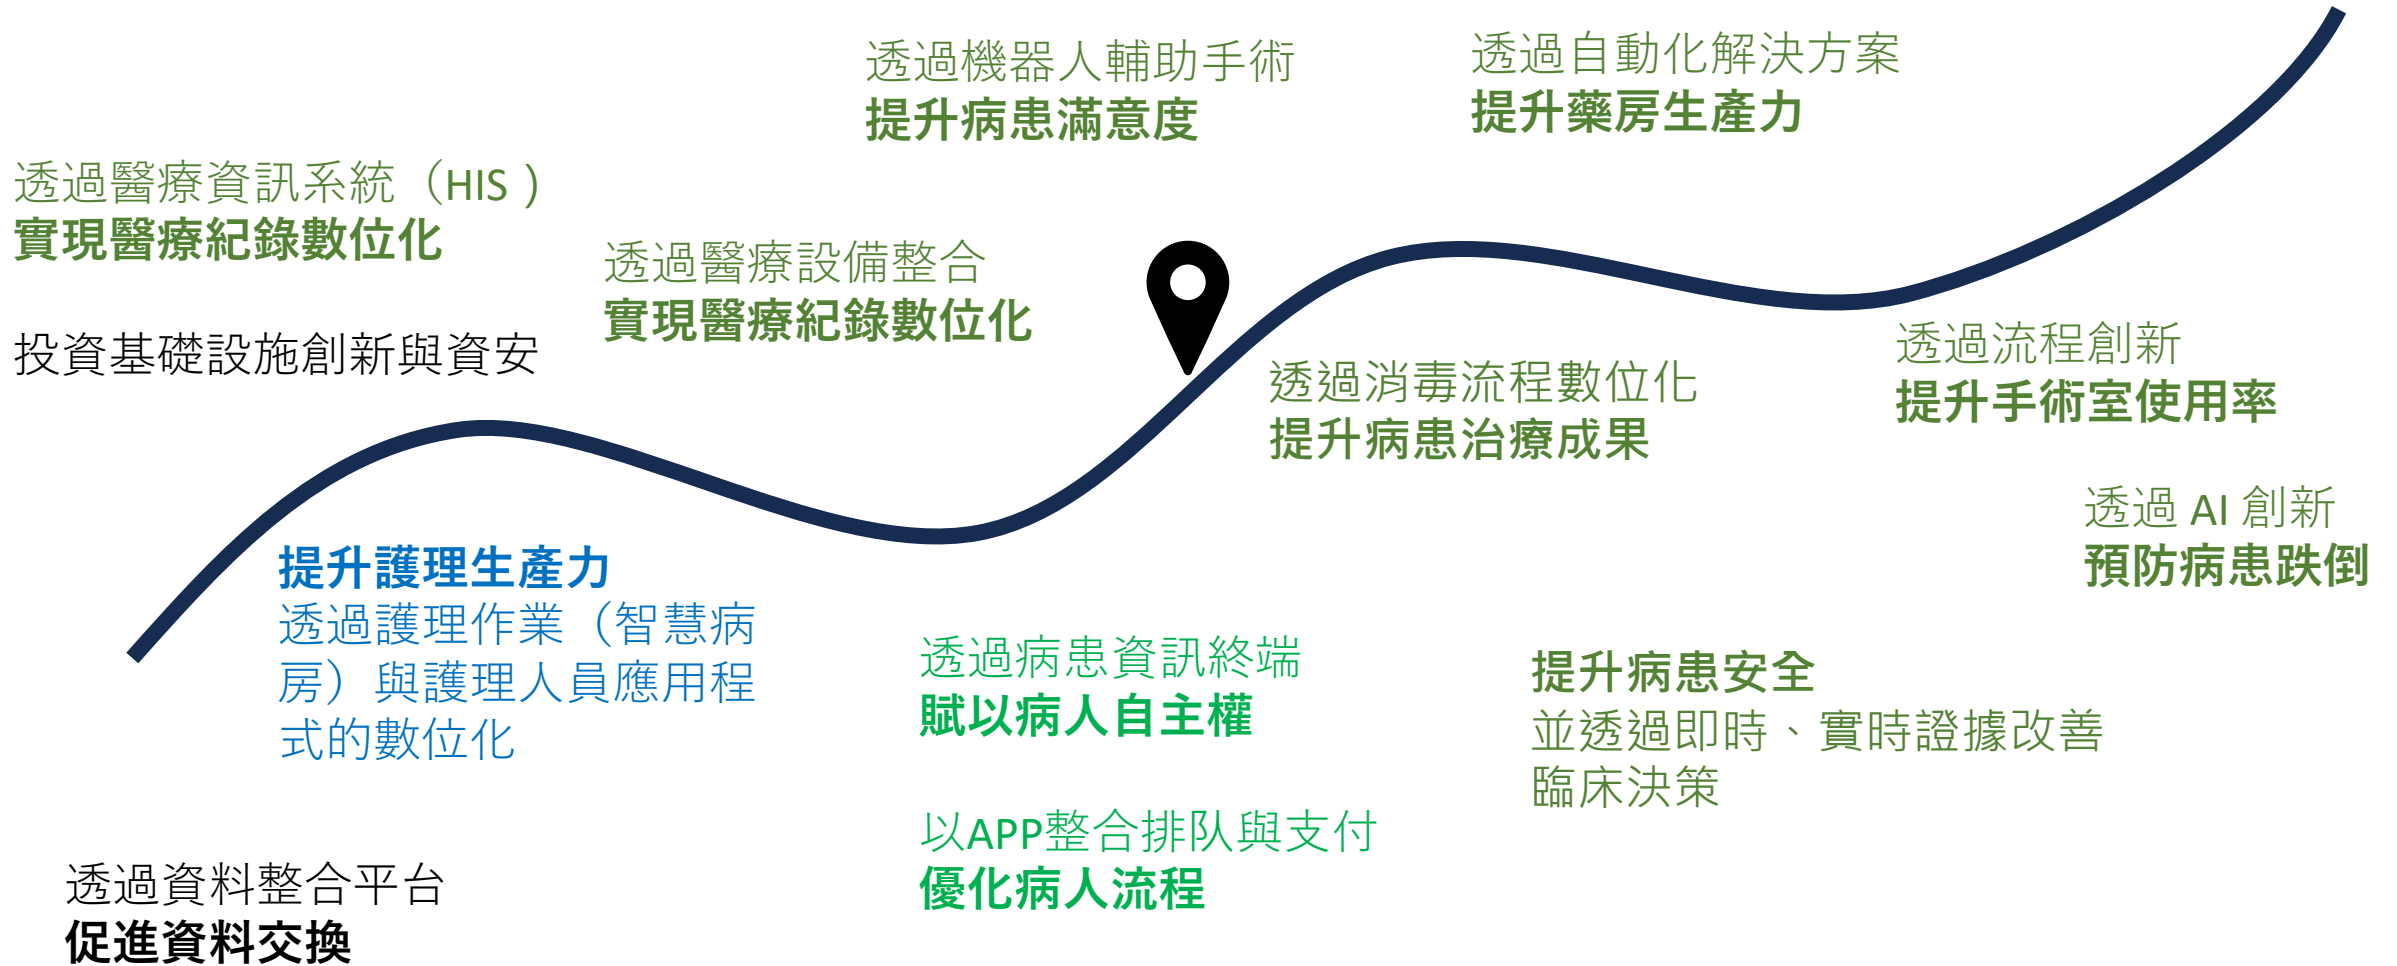 透過機器人輔助手術
提升病患滿意度
透過自動化解決方案
提升藥房生產力
透過醫療資訊系統（HIS )
實現醫療紀錄數位化
投資基礎設施創新與資安
透過醫療設備整合
實現醫療紀錄數位化
透過消毒流程數位化
提升病患治療成果
透過流程創新
提升手術室使用率
透過 AI 創新
預防病患跌倒
提升護理生產力
透過護理作業（智慧病
房）與護理人員應用程
式的數位化
透過病患資訊終端
賦以病人自主權
以APP整合排队與支付
優化病人流程
提升病患安全
並透過即時、實時證據改善
臨床決策
透過資料整合平台
促進資料交換